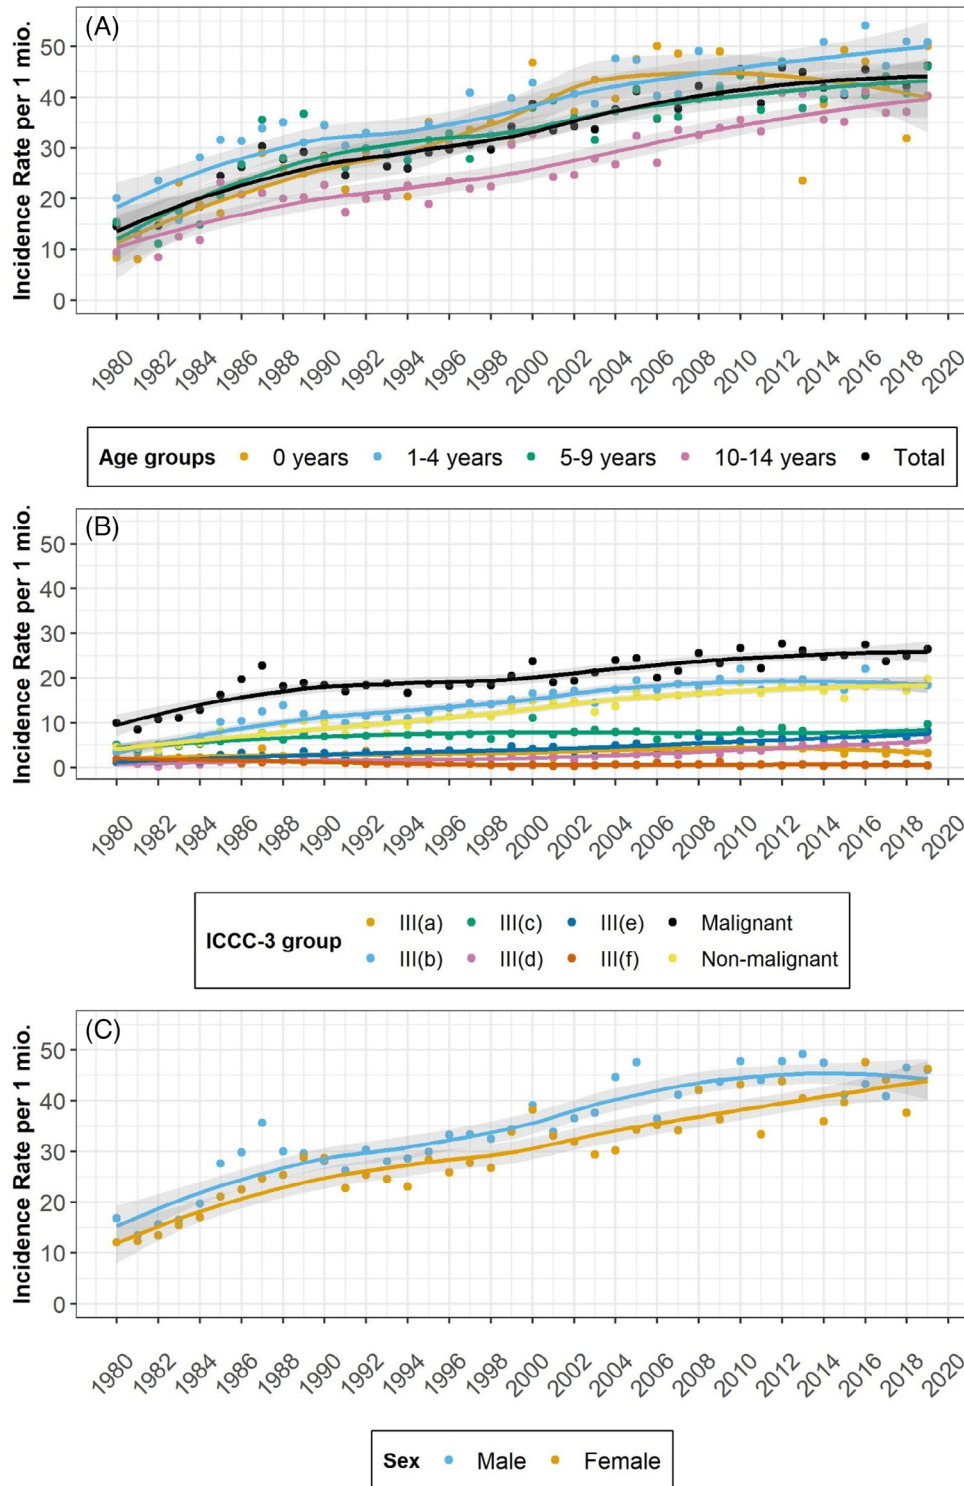 (A)
Incidence Rate per 1 mio.
50
40
30
20
10
0
1980 1982 1984 1986 1988 1990 1992 1994 1996 1998 2000 2002 2004 2006 2008 2010 2012 2014 2016 2018 2020
Age groups 0 years 1-4 years 5-9 years 10-14 years Total
(B)
Incidence Rate per 1 mio.
50
40
30
20
10
0
1980 1982 1984 1986 1988 1990 1992 1994 1996 1998 2000 2002 2004 2006 2008 2010 2012 2014 2016 2018 2020
ICCC-3 group
III(a) III(c) III(e) Malignant
III(b) III(d) III(f) Non-malignant
(C)
Incidence Rate per 1 mio.
50
40
30
20
10
0
1980 1982 1984 1986 1988 1990 1992 1994 1996 1998 2000 2002 2004 2006 2008 2010 2012 2014 2016 2018 2020
Sex Male Female